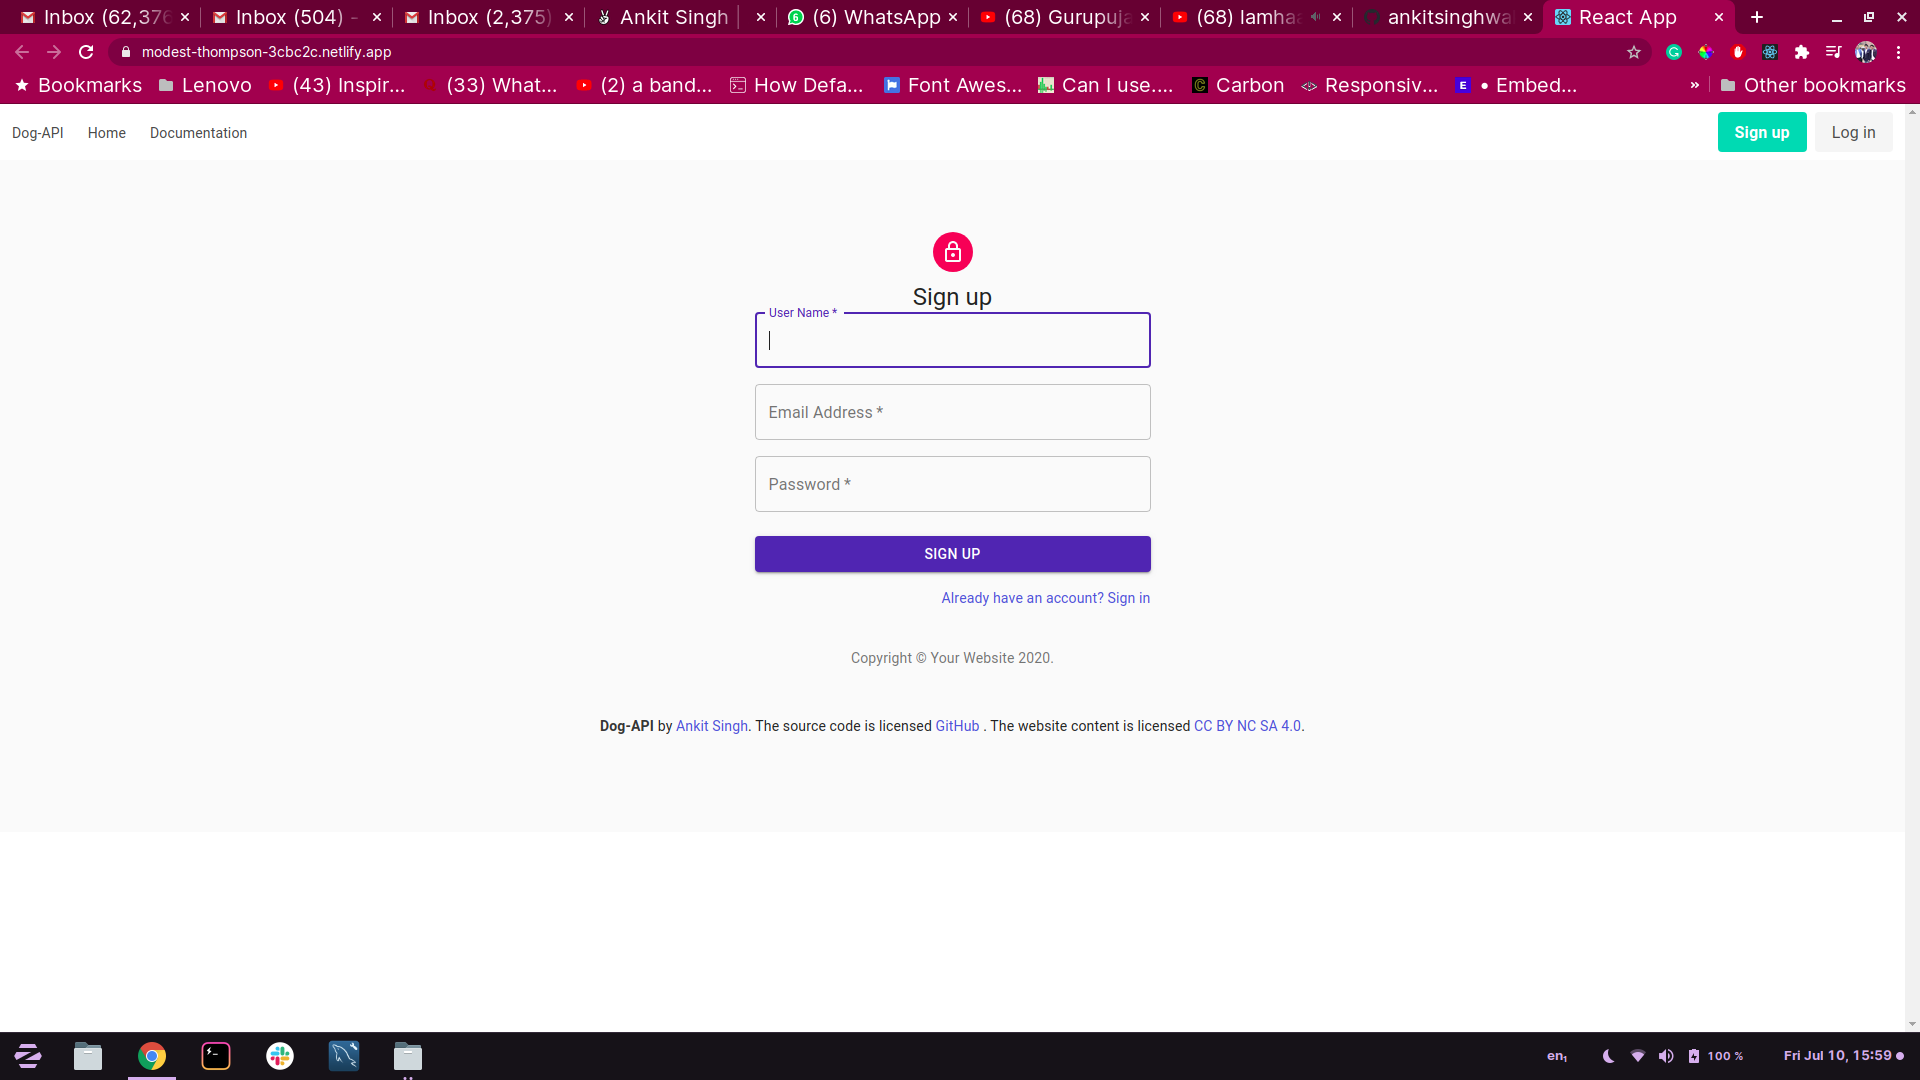 Inbox (62,376 Inbox (504) - Inbox (2,375) Ankit Singh (6) WhatsApp (68) Gurupuja (68) Iamhaa ankitsinghwa React App
modest-thompson-3cbc2c.netlify.app
Bookmarks Lenovo (43) Inspir... (33) What... (2) a band... How Defa... Font Awes... Can I use.... Carbon Responsiv... • Embed... » Other bookmarks
Dog-API Home Documentation Sign up Log in
Sign up
User Name *
Email Address *
Password *
SIGN UP
Already have an account? Sign in
Copyright © Your Website 2020.
Dog-API by Ankit Singh. The source code is licensed GitHub . The website content is licensed CC BY NC SA 4.0.
en₁ 100 % Fri Jul 10, 15:59